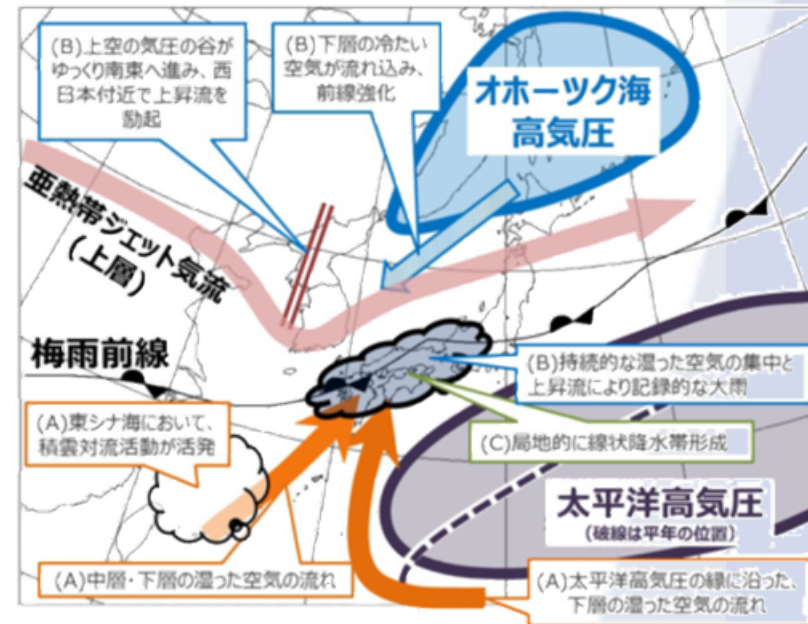 (B)上空の気圧の谷が
ゆっくり南東へ進み、西
日本付近で上昇流を
励起
(B)下層の冷たい
空気が流れ込み、
前線強化
オホーツク海
高気圧
亜熱帯ジェット気流
(上層)
梅雨前線
(B)持続的な湿った空気の集中と
上昇流により記録的な大雨
(A)東シナ海において、
積雲対流活動が活発
(C)局地的に線状降水帯形成
太平洋高気圧
(破線は平年の位置)
(A)中層・下層の湿った空気の流れ
(A)太平洋高気圧の縁に沿った、
下層の湿った空気の流れ